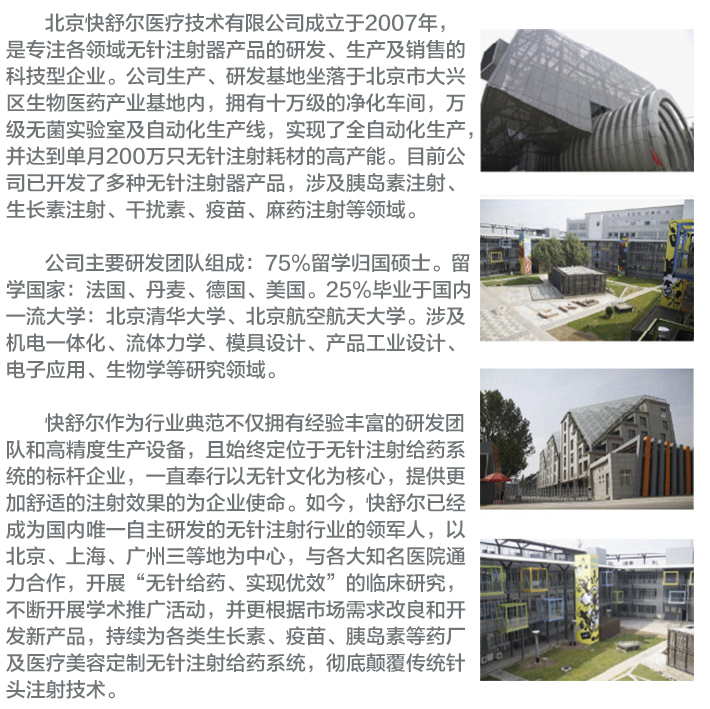 北京快舒尔医疗技术有限公司成立于2007年，
是专注各领域无针注射器产品的研发、生产及销售的
科技型企业。公司生产、研发基地坐落于北京市大兴
区生物医药产业基地内，拥有十万级的净化车间，万
级无菌实验室及自动化生产线，实现了全自动化生产，
并达到单月200万只无针注射耗材的高产能。目前公
司已开发了多种无针注射器产品，涉及胰岛素注射、
生长素注射、干扰素、疫苗、麻药注射等领域。
公司主要研发团队组成：75%留学归国硕士。留
学国家：法国、丹麦、德国、美国。25%毕业于国内
一流大学：北京清华大学、北京航空航天大学。涉及
机电一体化、流体力学、模具设计、产品工业设计、
电子应用、生物学等研究领域。
快舒尔作为行业典范不仅拥有经验丰富的研发团
队和高精度生产设备，且始终定位于无针注射给药系
统的标杆企业，一直奉行以无针文化为核心，提供更
加舒适的注射效果的为企业使命。如今，快舒尔已经
成为国内唯一自主研发的无针注射行业的领军人，以
北京、上海、广州三等地为中心，与各大知名医院通
力合作，开展“无针给药、实现优效”的临床研究，
不断开展学术推广活动，并更根据市场需求改良和开
发新产品，持续为各类生长素、疫苗、胰岛素等药厂
及医疗美容定制无针注射给药系统，彻底颠覆传统针
头注射技术。